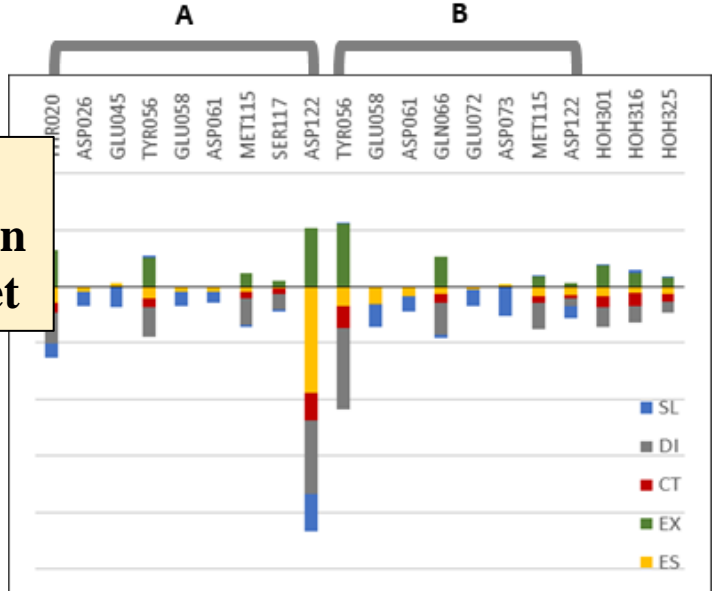 A
B
ASP026
GLU045
TYR056
GLU058
ASP061
MET115
SER117
ASP122
TYR056
GLU058
ASP061
GLN066
GLU072
ASP073
MET115
ASP122
HOH301
HOH316
HOH325
SL
DI
CT
EX
ES